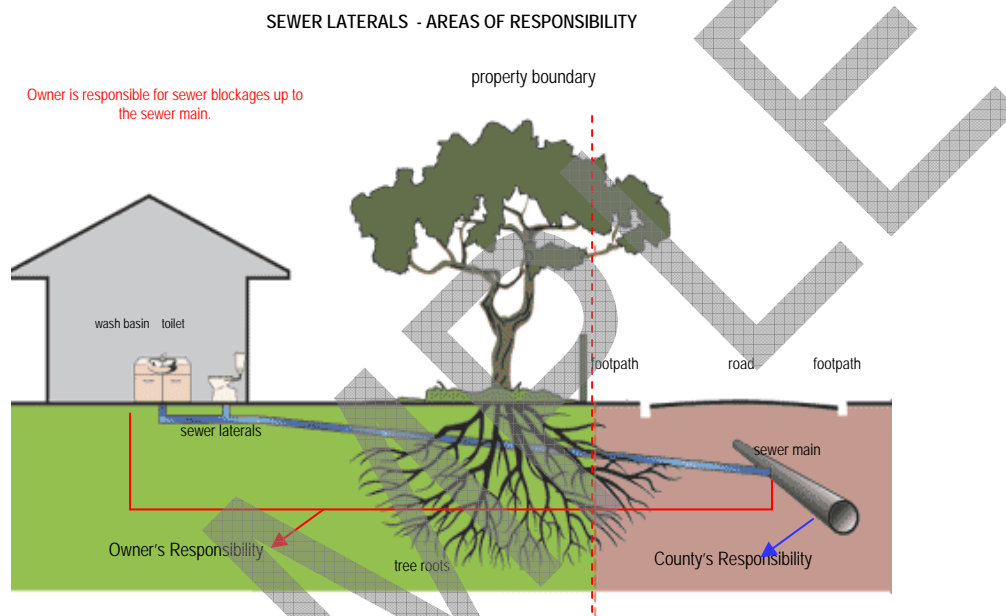 SEWER LATERALS - AREAS OF RESPONSIBILITY
property boundary
Owner is responsible for sewer blockages up to
the sewer main.
wash basin toilet
footpath road footpath
sewer laterals
sewer main
Owner's Responsibility
County's Responsibility
tree roots